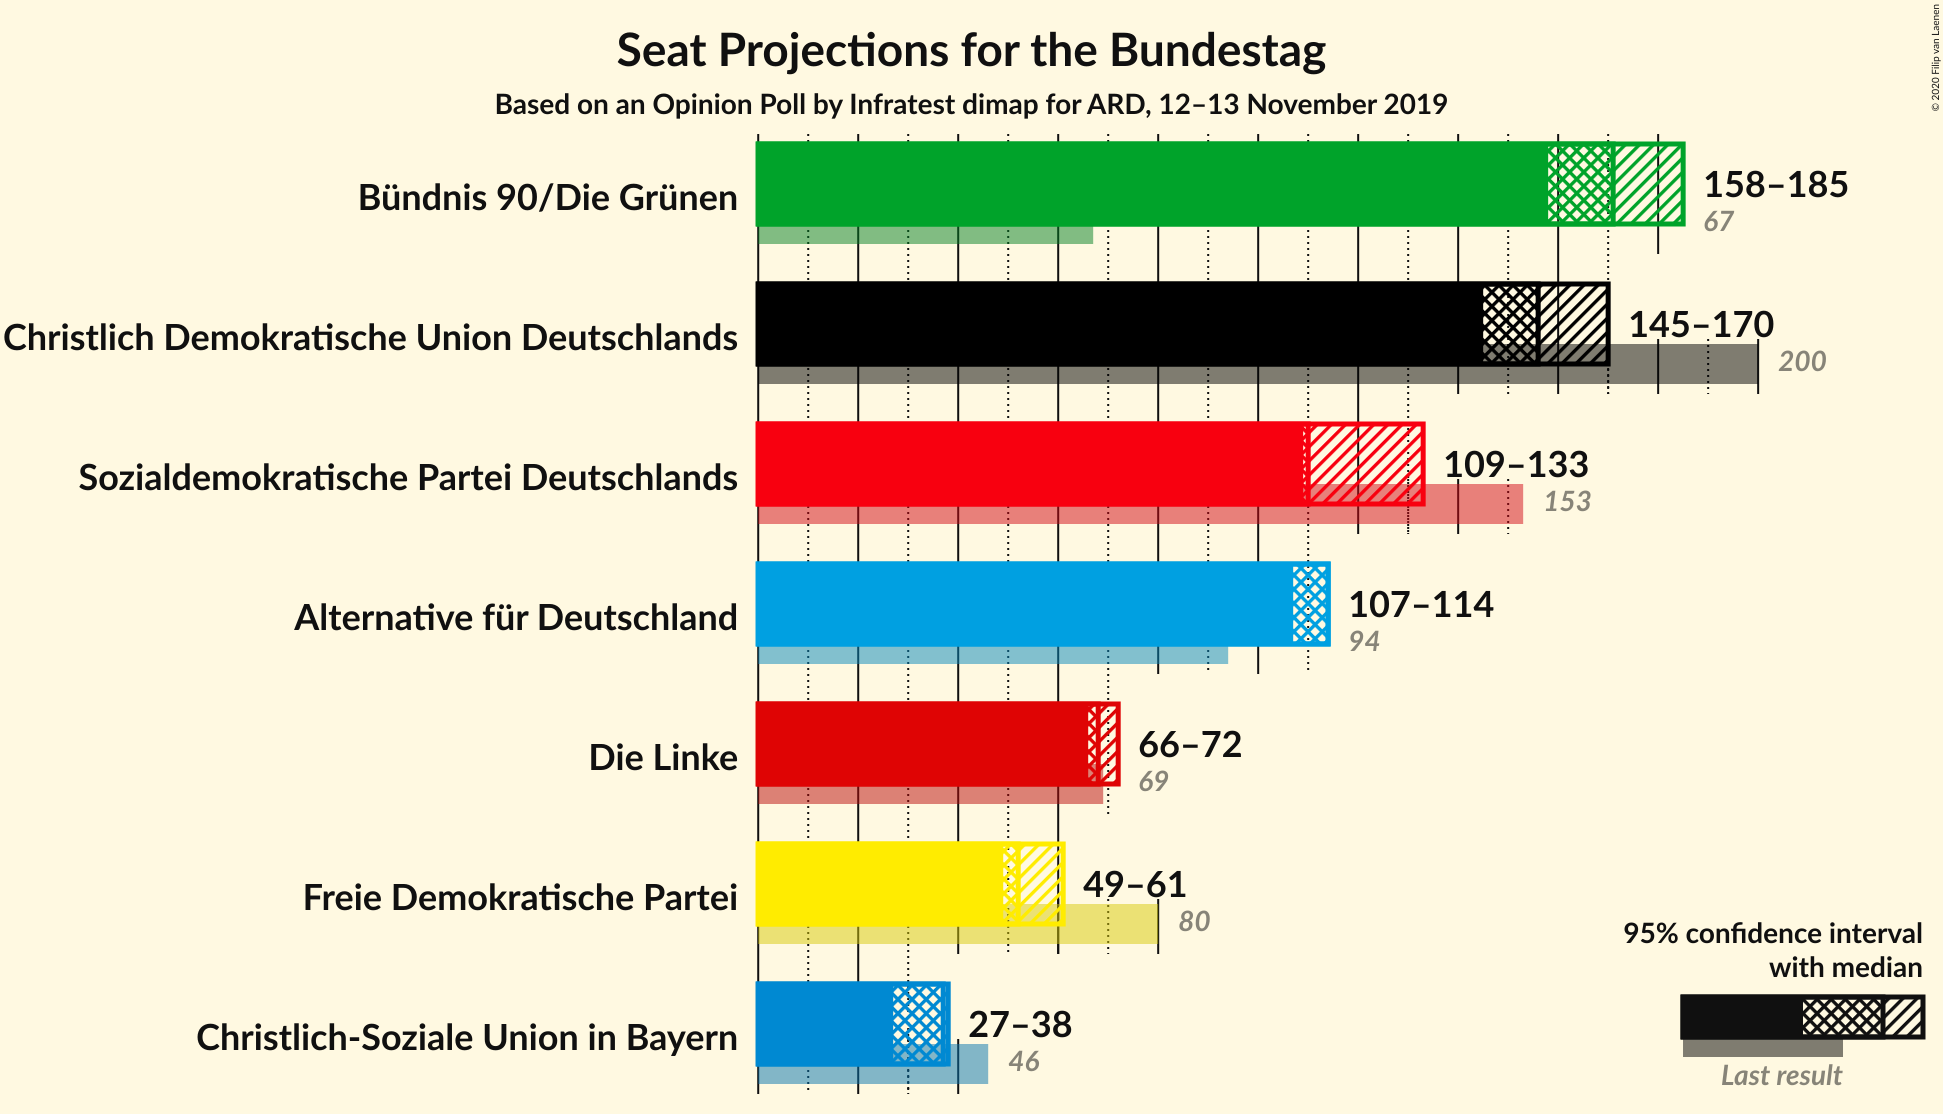 Seat Projections for the Bundestag
Based on an Opinion Poll by Infratest dimap for ARD, 12–13 November 2019
© 2020 Filip van Laenen
Bündnis 90/Die Grünen
158–185
67
Christlich Demokratische Union Deutschlands
145–170
200
Sozialdemokratische Partei Deutschlands
109–133
153
Alternative für Deutschland
107–114
94
Die Linke
66–72
69
Freie Demokratische Partei
49–61
80
Christlich-Soziale Union in Bayern
27–38
46
95% confidence interval
with median
Last result